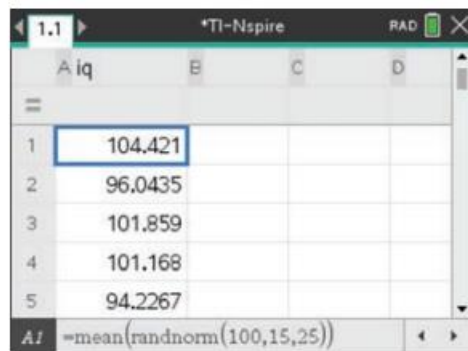 1.1 *TI-Nspire RAD
A iq B C D
=
1 104.421
2 96.0435
3 101.859
4 101.168
5 94.2267
A1 =mean(randnorm(100,15,25))